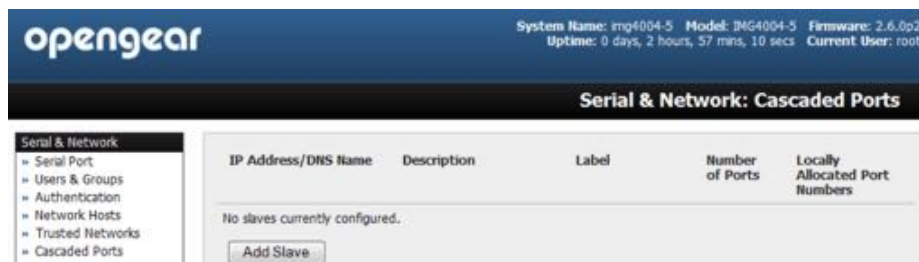 opengear
System Name: img4004-5 Model: IMG4004-5 Firmware: 2.6.0p2
Uptime: 0 days, 2 hours, 57 mins, 10 secs Current User: root
Serial & Network: Cascaded Ports
Serial & Network
» Serial Port
» Users & Groups
» Authentication
» Network Hosts
» Trusted Networks
» Cascaded Ports
IP Address/DNS Name Description Label Number of Ports Locally Allocated Port Numbers
No slaves currently configured.
Add Slave